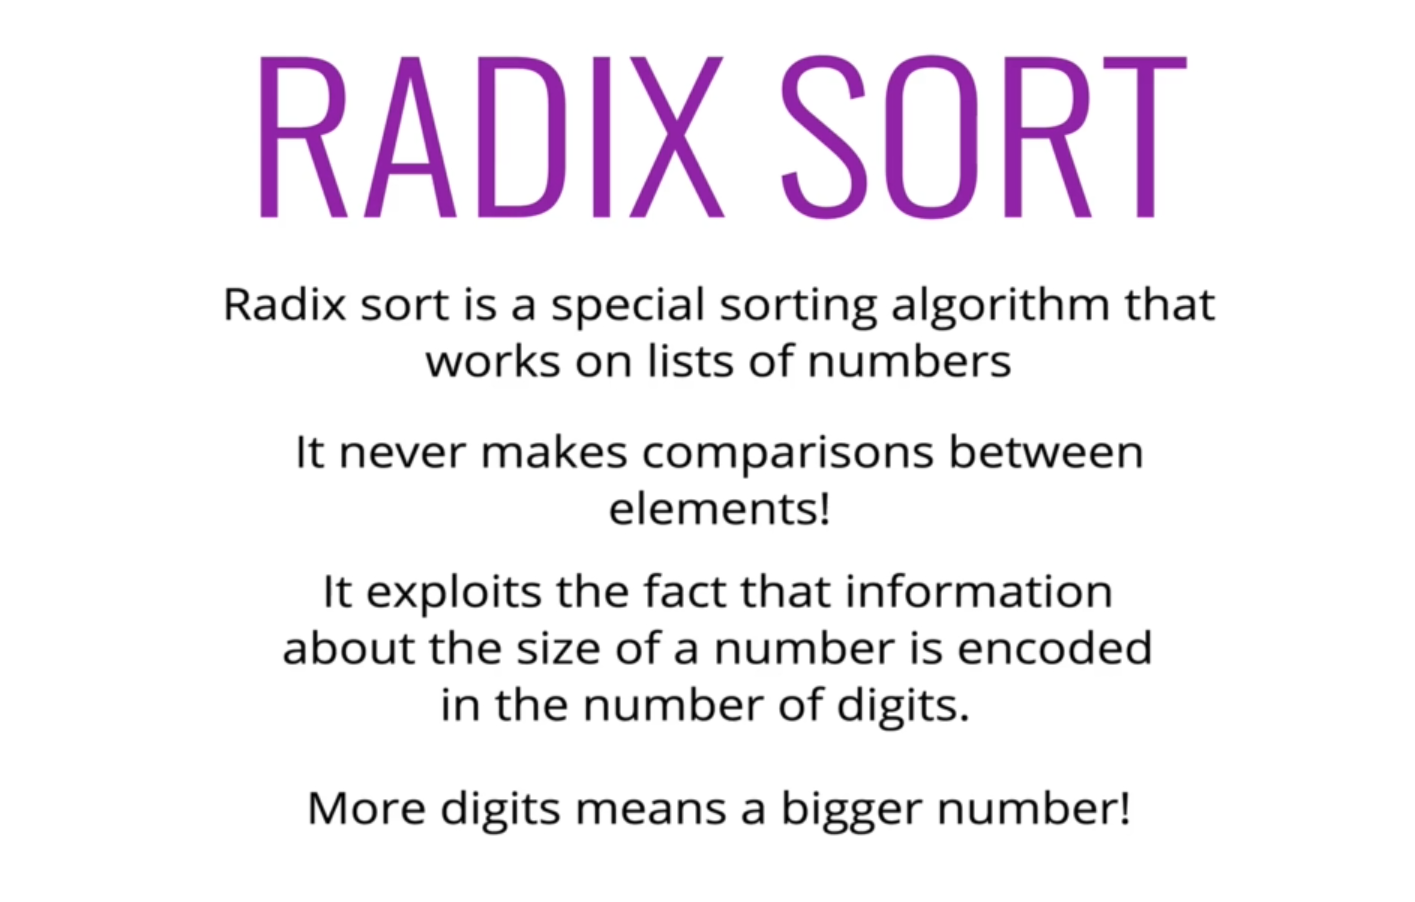 RADIX SORT
Radix sort is a special sorting algorithm that
works on lists of numbers
It never makes comparisons between
elements!
It exploits the fact that information
about the size of a number is encoded
in the number of digits.
More digits means a bigger number!